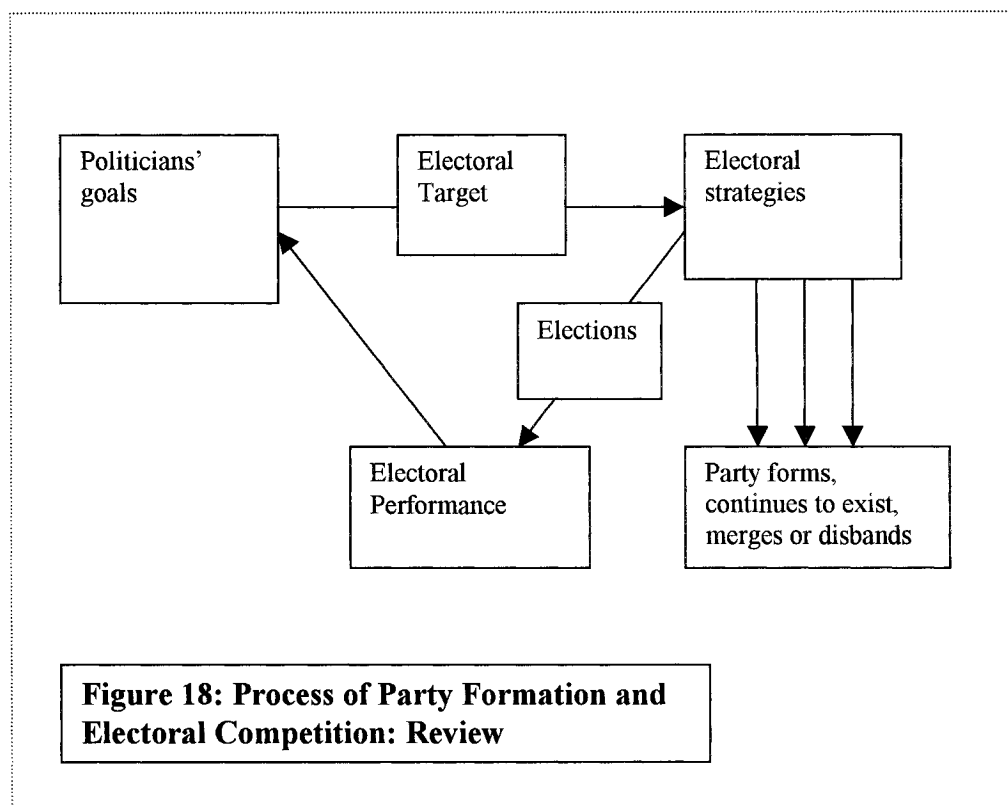 Politicians’
goals
Electoral
Target
Electoral
strategies
Elections
Electoral
Performance
Party forms,
continues to exist,
merges or disbands
Figure 18: Process of Party Formation and
Electoral Competition: Review